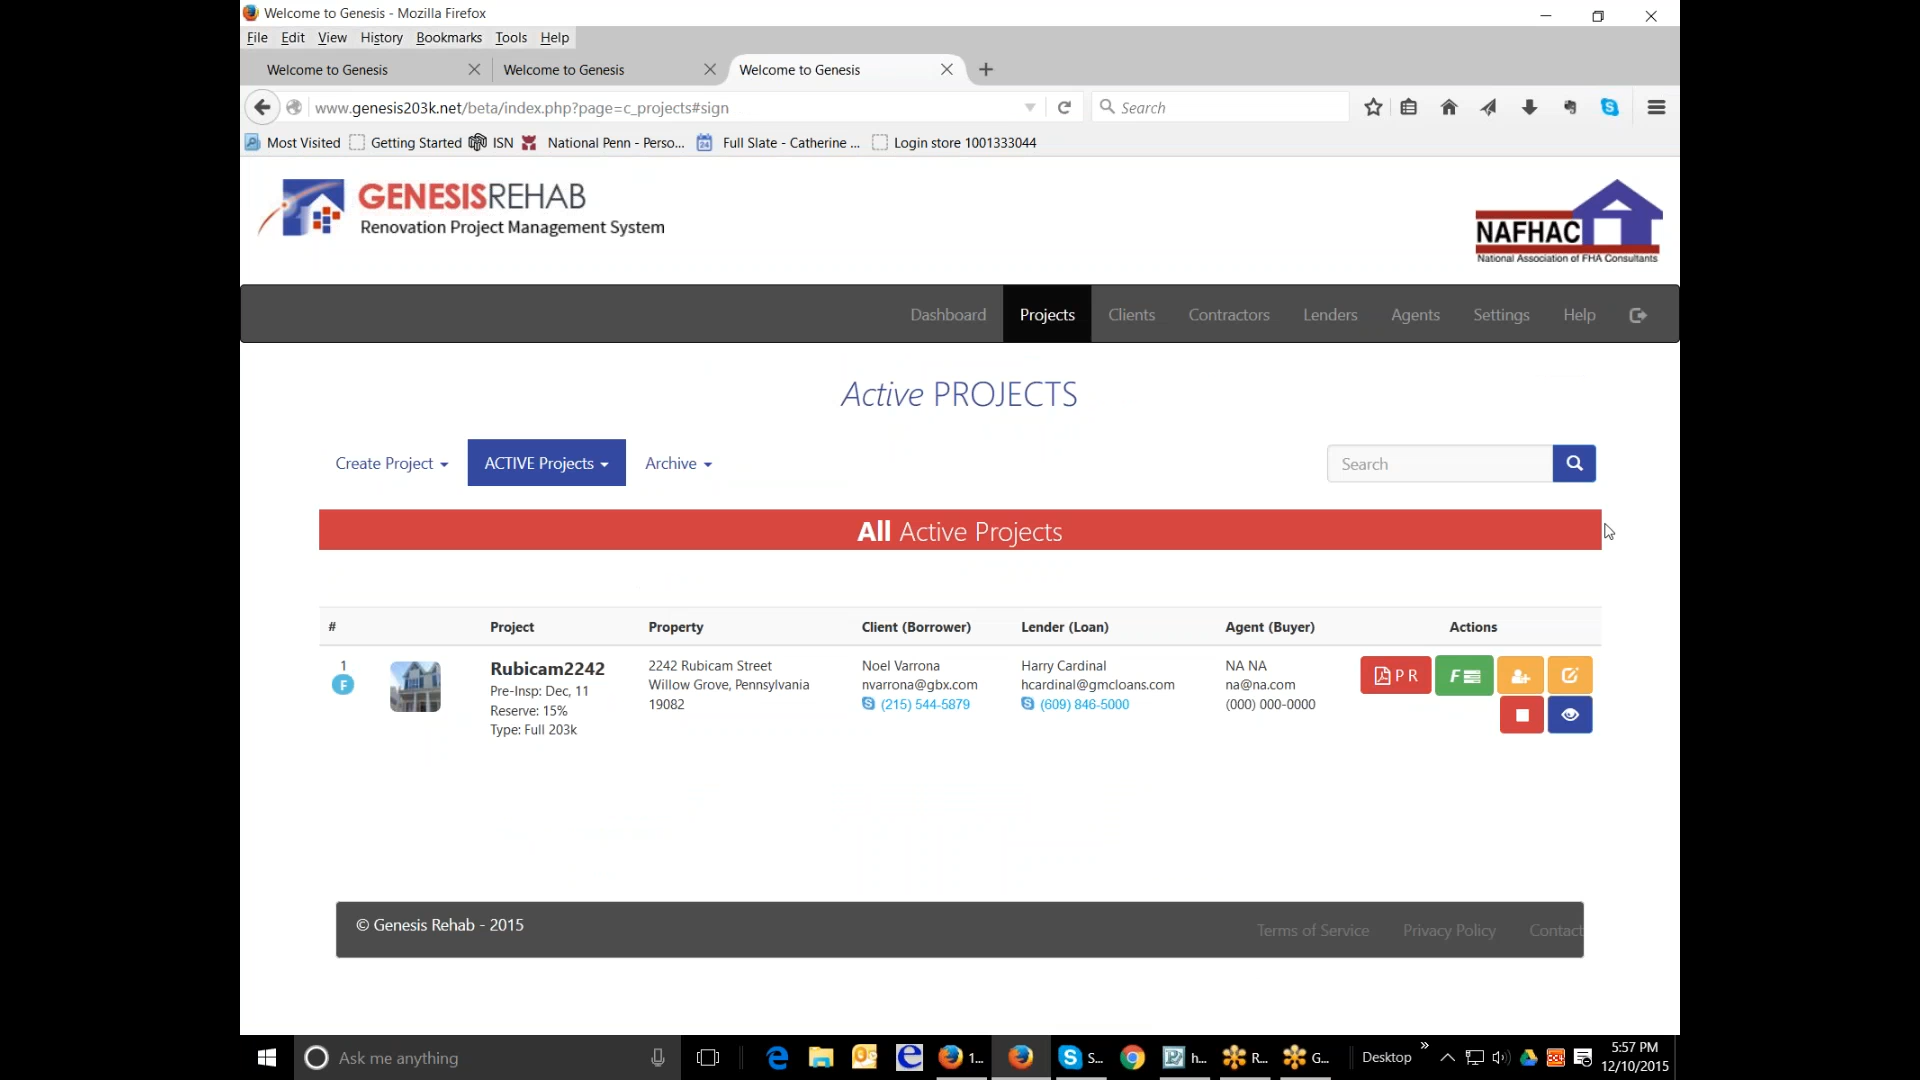 Welcome to Genesis - Mozilla Firefox
File Edit View History Bookmarks Tools Help
Welcome to Genesis
Welcome to Genesis
Welcome to Genesis
www.genesis203k.net/beta/index.php?page=c_projects#sign
Search
Most Visited
Getting Started
ISN
National Penn - Perso...
24
Full Slate - Catherine ...
Login store 1001333044
GENESISREHAB
Renovation Project Management System
NAFHAC
National Association of FHA Consultants
Dashboard Projects Clients Contractors Lenders Agents Settings Help
Active PROJECTS
Create Project
ACTIVE Projects
Archive
Search
All Active Projects
# Project Property Client (Borrower) Lender (Loan) Agent (Buyer) Actions
1
F
Rubicam2242
Pre-Insp: Dec, 11
Reserve: 15%
Type: Full 203k
2242 Rubicam Street
Willow Grove, Pennsylvania
19082
Noel Varrona
nvarrona@gbx.com
(215) 544-5879
Harry Cardinal
hcardinal@gmcloans.com
(609) 846-5000
NA NA
na@na.com
(000) 000-0000
P R
F
© Genesis Rehab - 2015
Terms of Service Privacy Policy Contact
Ask me anything
1...
S...
h...
R...
G...
Desktop
5:57 PM
12/10/2015